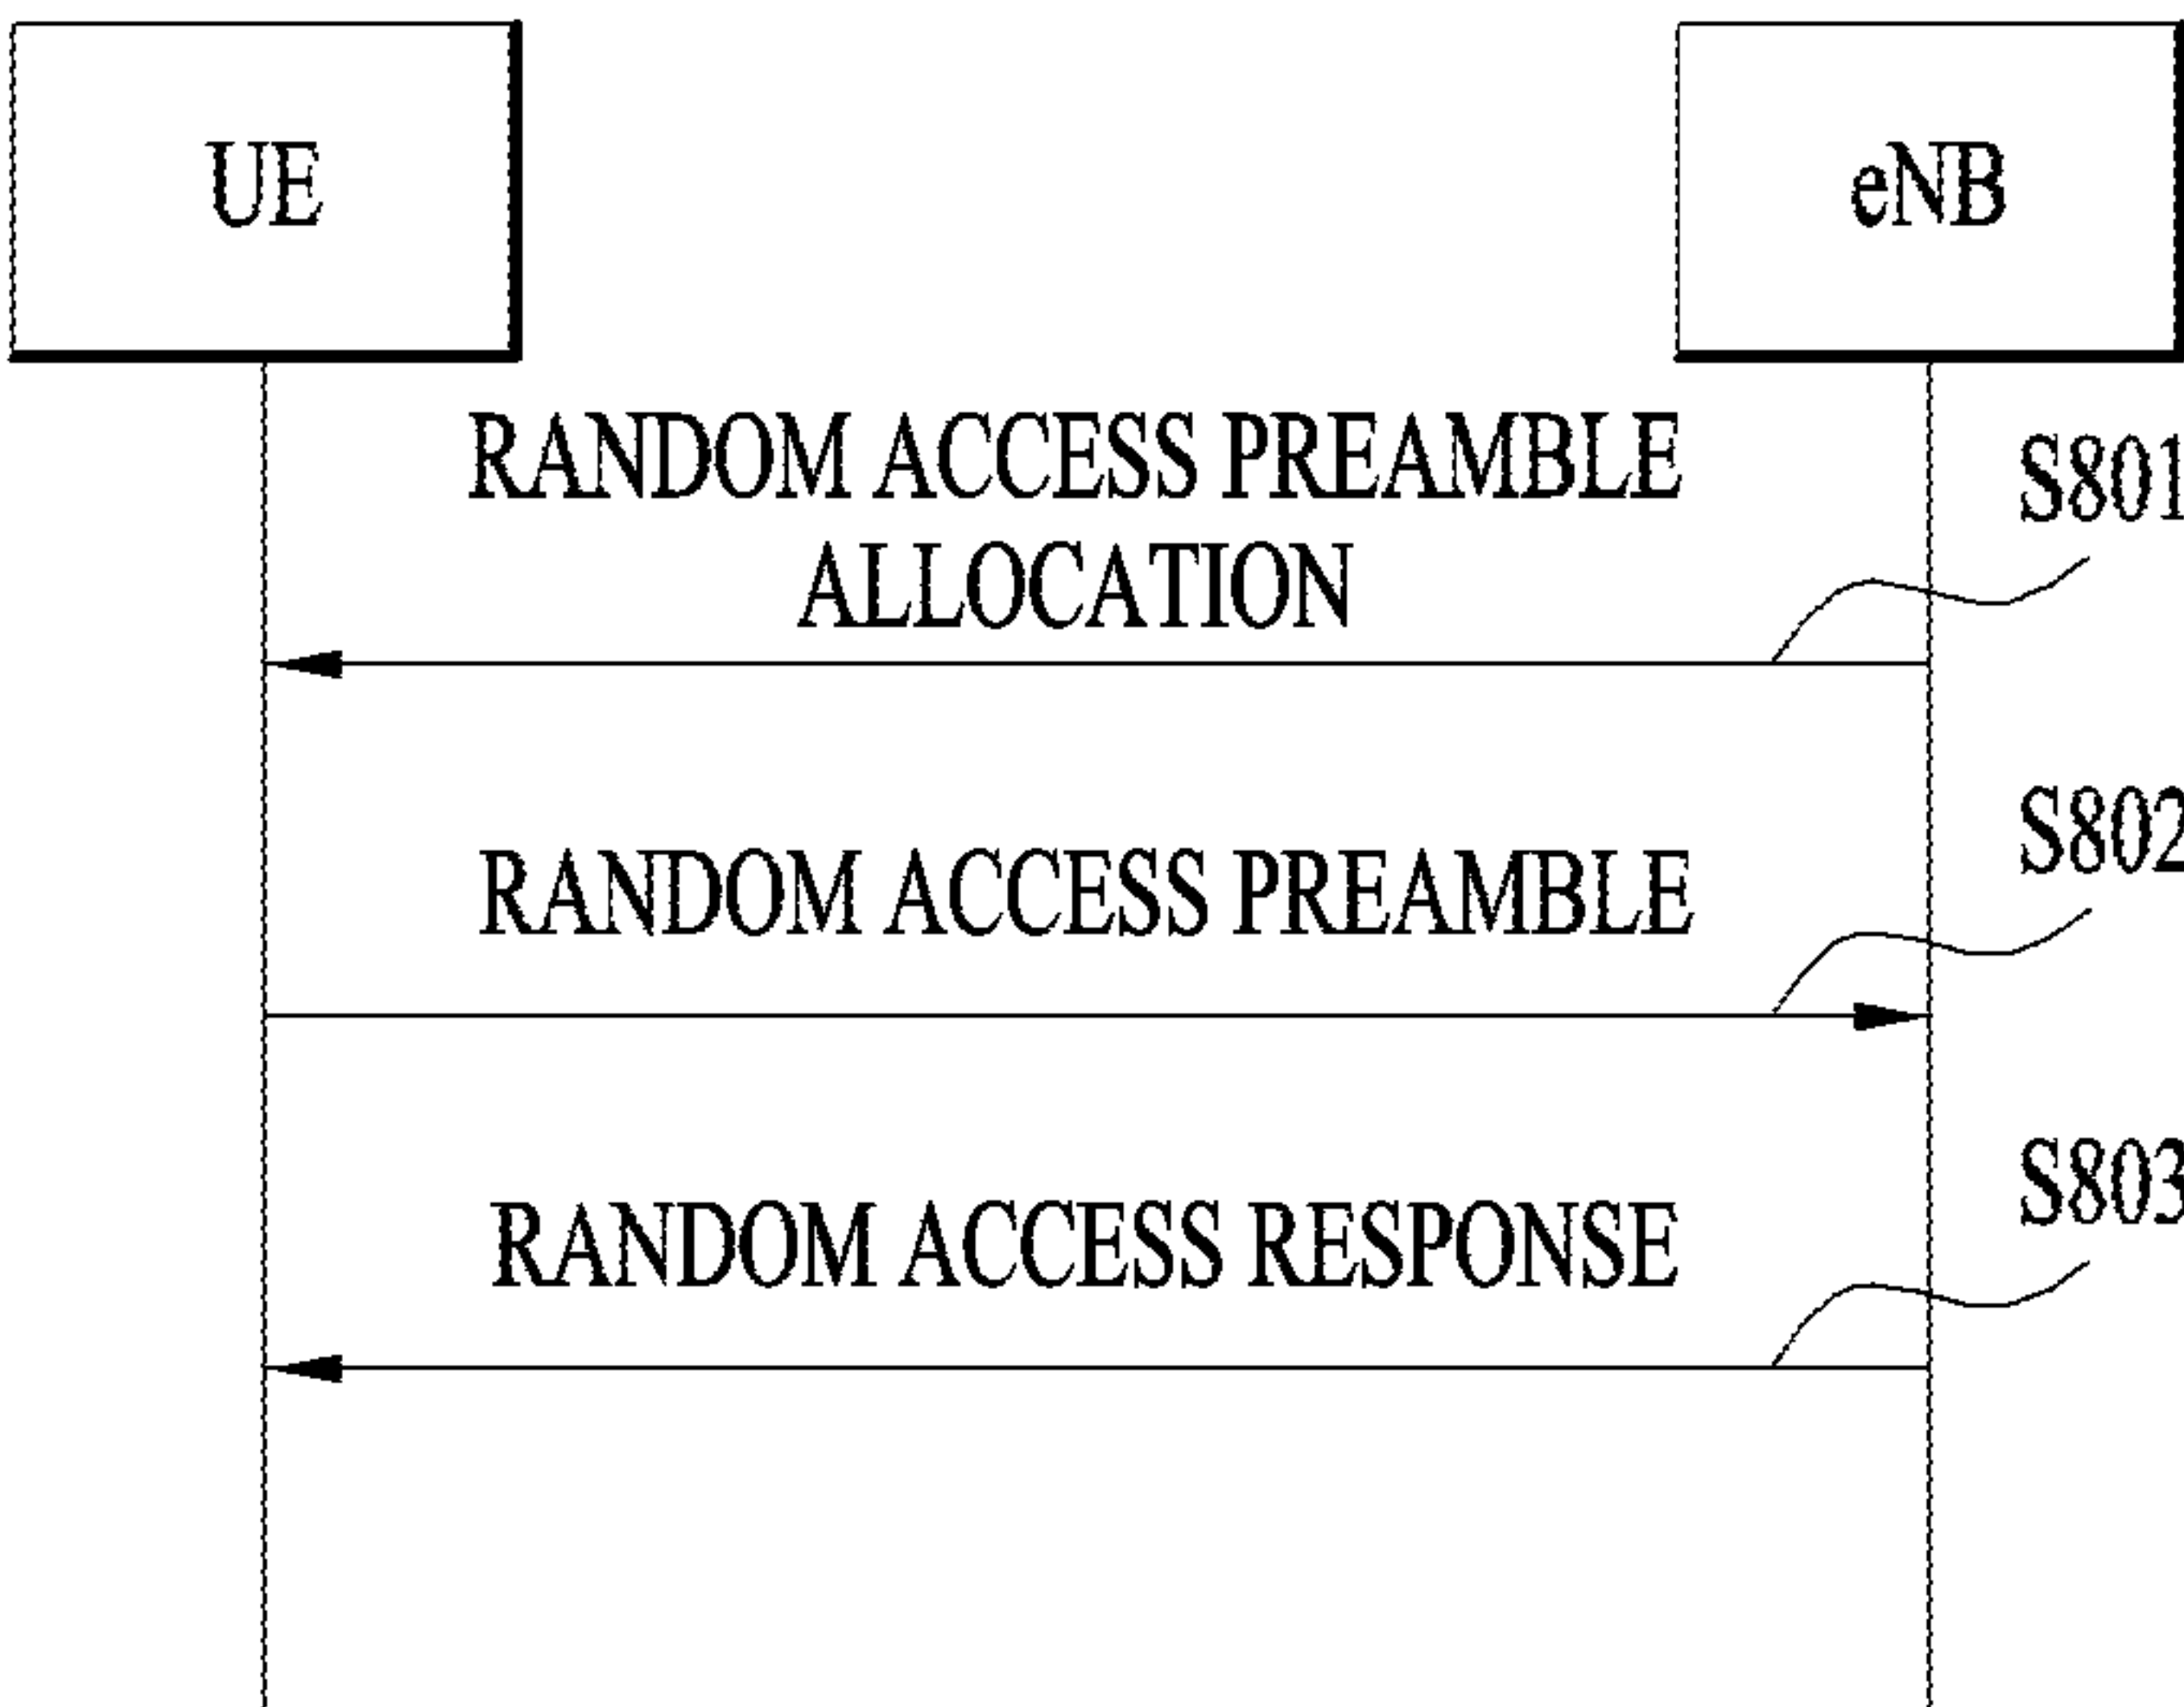 UE
eNB
RANDOM ACCESS PREAMBLE
ALLOCATION
S801
RANDOM ACCESS PREAMBLE
S802
RANDOM ACCESS RESPONSE
S803